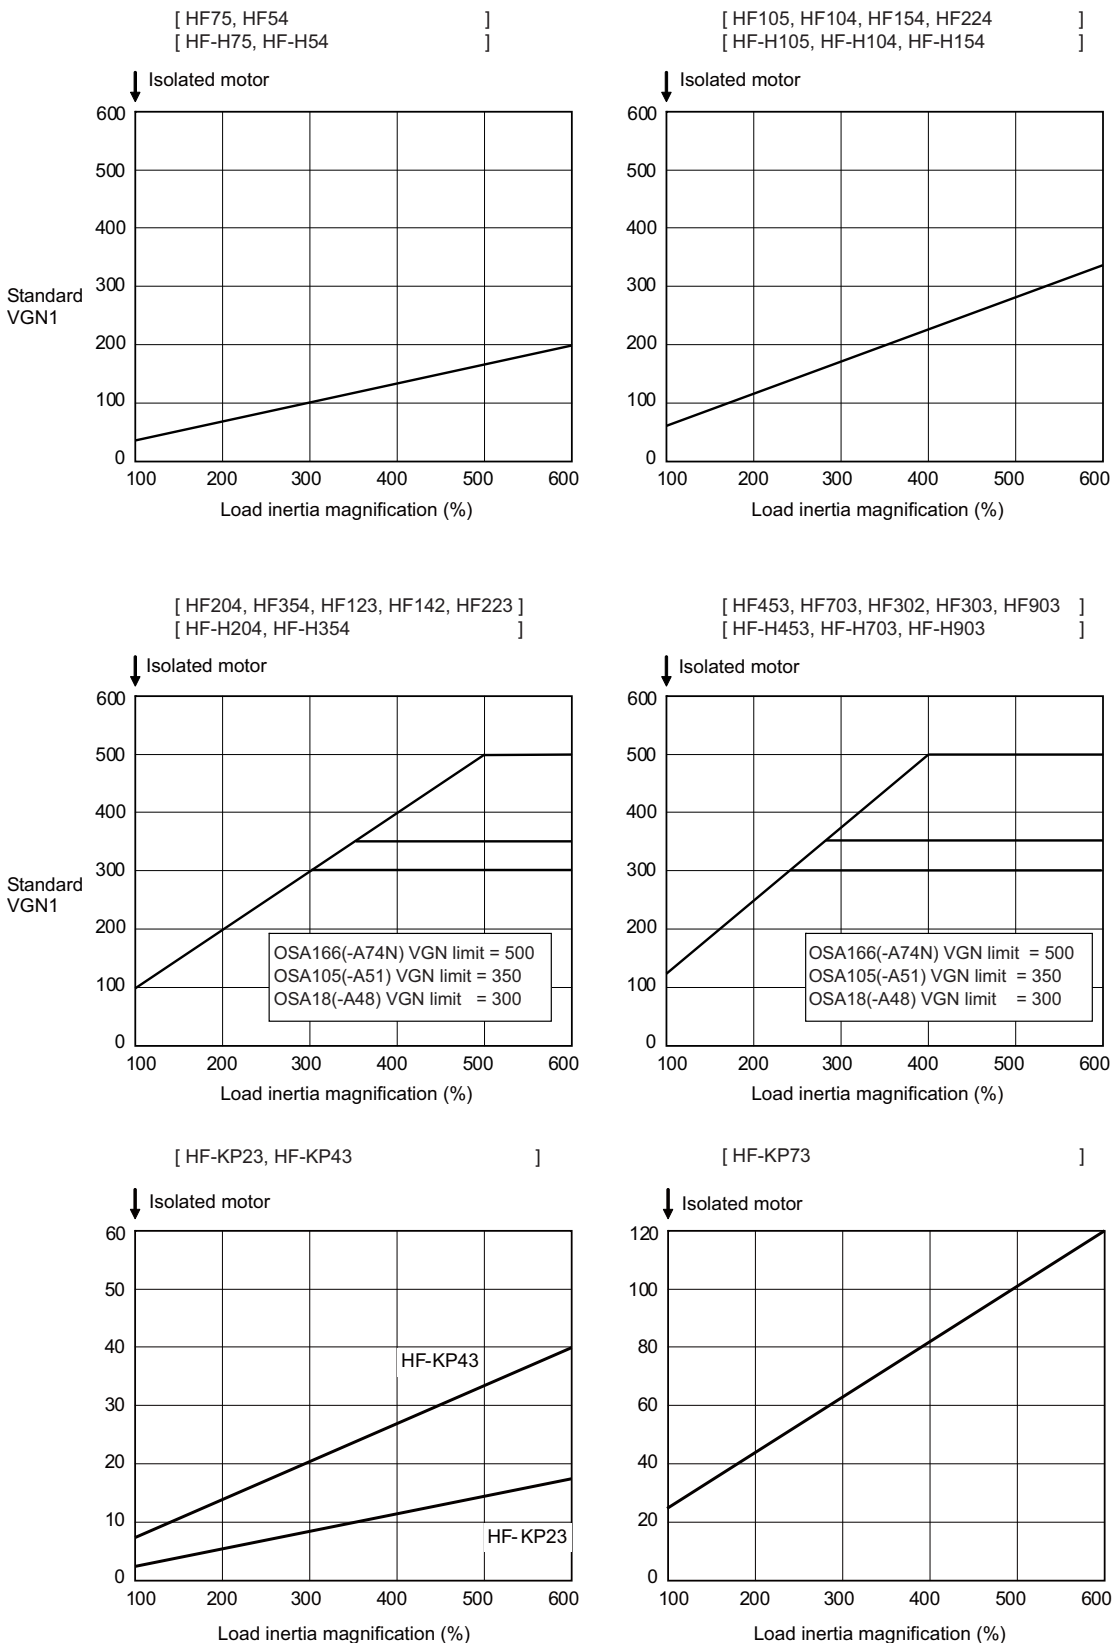 [ HF75, HF54 ]
[ HF-H75, HF-H54 ]
Isolated motor
600
500
400
300
200
100
0
Standard
VGN1
100 200 300 400 500 600
Load inertia magnification (%)
[ HF105, HF104, HF154, HF224 ]
[ HF-H105, HF-H104, HF-H154 ]
Isolated motor
600
500
400
300
200
100
0
100 200 300 400 500 600
Load inertia magnification (%)
[ HF204, HF354, HF123, HF142, HF223 ]
[ HF-H204, HF-H354 ]
Isolated motor
600
500
400
300
200
100
0
Standard
VGN1
OSA166(-A74N) VGN limit = 500
OSA105(-A51) VGN limit = 350
OSA18(-A48) VGN limit = 300
100 200 300 400 500 600
Load inertia magnification (%)
[ HF453, HF703, HF302, HF303, HF903 ]
[ HF-H453, HF-H703, HF-H903 ]
Isolated motor
600
500
400
300
200
100
0
OSA166(-A74N) VGN limit = 500
OSA105(-A51) VGN limit = 350
OSA18(-A48) VGN limit = 300
100 200 300 400 500 600
Load inertia magnification (%)
[ HF-KP23, HF-KP43 ]
Isolated motor
60
50
40
30
20
10
0
HF-KP43
HF-KP23
100 200 300 400 500 600
Load inertia magnification (%)
[ HF-KP73 ]
Isolated motor
120
100
80
60
40
20
0
100 200 300 400 500 600
Load inertia magnification (%)